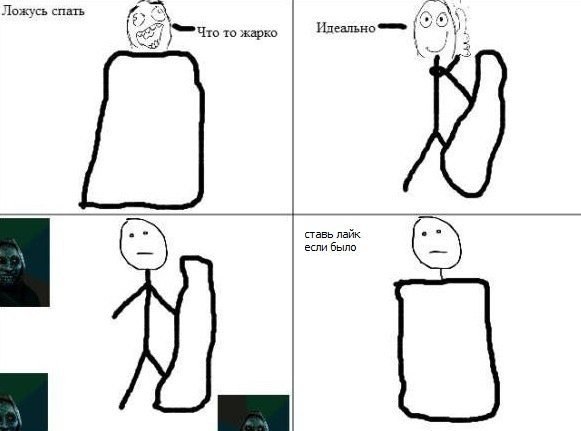 Ложусь спать
Что то жарко
Идеально
ставь лайк
если было